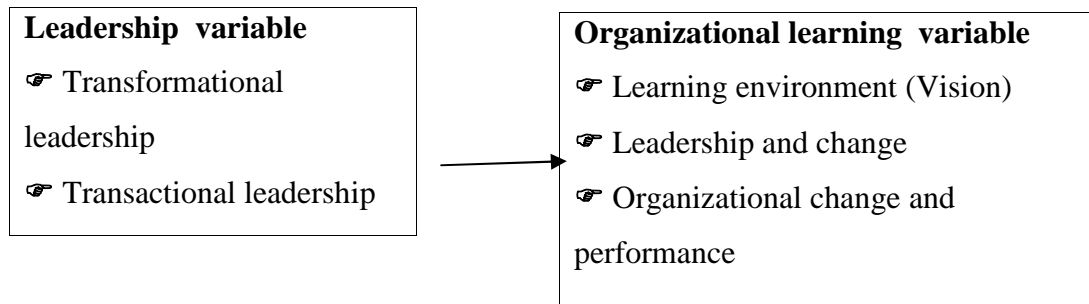 Leadership variable
☞ Transformational
leadership
☞ Transactional leadership
Organizational learning variable
☞ Learning environment (Vision)
☞ Leadership and change
☞ Organizational change and
performance